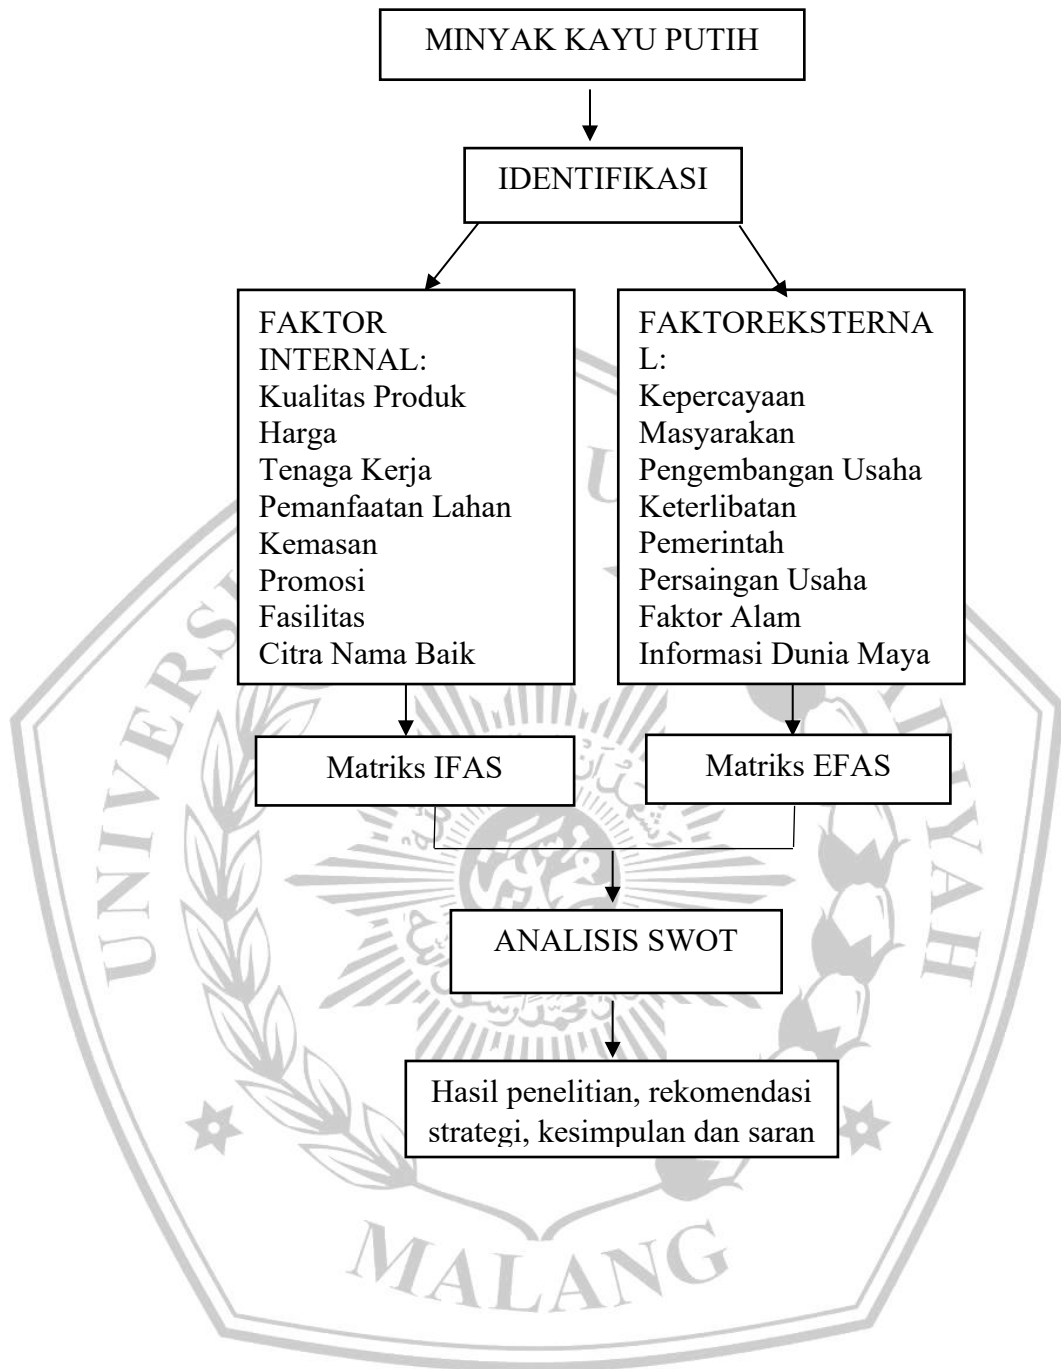 MINYAK KAYU PUTIH
IDENTIFIKASI
FAKTOR
INTERNAL:
Kualitas Produk
Harga
Tenaga Kerja
Pemanfaatan Lahan
Kemasan
Promosi
Fasilitas
Citra Nama Baik
FAKTOREKSTERNA
L:
Kepercayaan
Masyarakan
Pengembangan Usaha
Keterlibatan
Pemerintah
Persaingan Usaha
Faktor Alam
Informasi Dunia Maya
Matriks IFAS
Matriks EFAS
ANALISIS SWOT
Hasil penelitian, rekomendasi
strategi, kesimpulan dan saran
MALANG